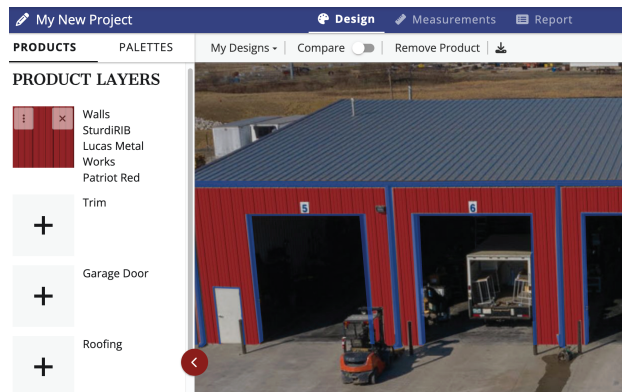 My New Project
Design
Measurements
Report
PRODUCTS
PALETTES
My Designs
Compare
Remove Product
PRODUCT LAYERS
Walls
SturdiRIB
Lucas Metal
Works
Patriot Red
Trim
Garage Door
Roofing
5
6